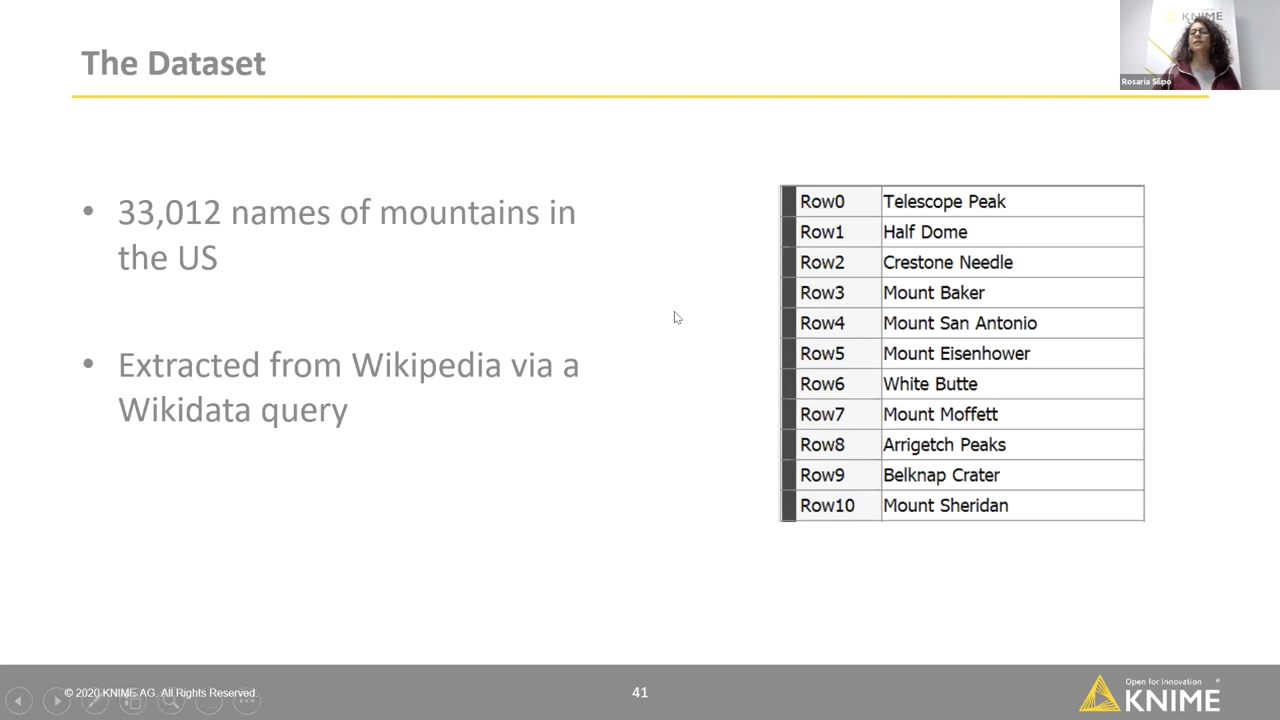 The Dataset
KNIME
Rosaria Silipo
• 33,012 names of mountains in
the US
• Extracted from Wikipedia via a
Wikidata query
Row0 Telescope Peak
Row1 Half Dome
Row2 Crestone Needle
Row3 Mount Baker
Row4 Mount San Antonio
Row5 Mount Eisenhower
Row6 White Butte
Row7 Mount Moffett
Row8 Arrigetch Peaks
Row9 Belknap Crater
Row10 Mount Sheridan
© 2020 KNIME AG. All Rights Reserved.
41
Open for Innovation
KNIME